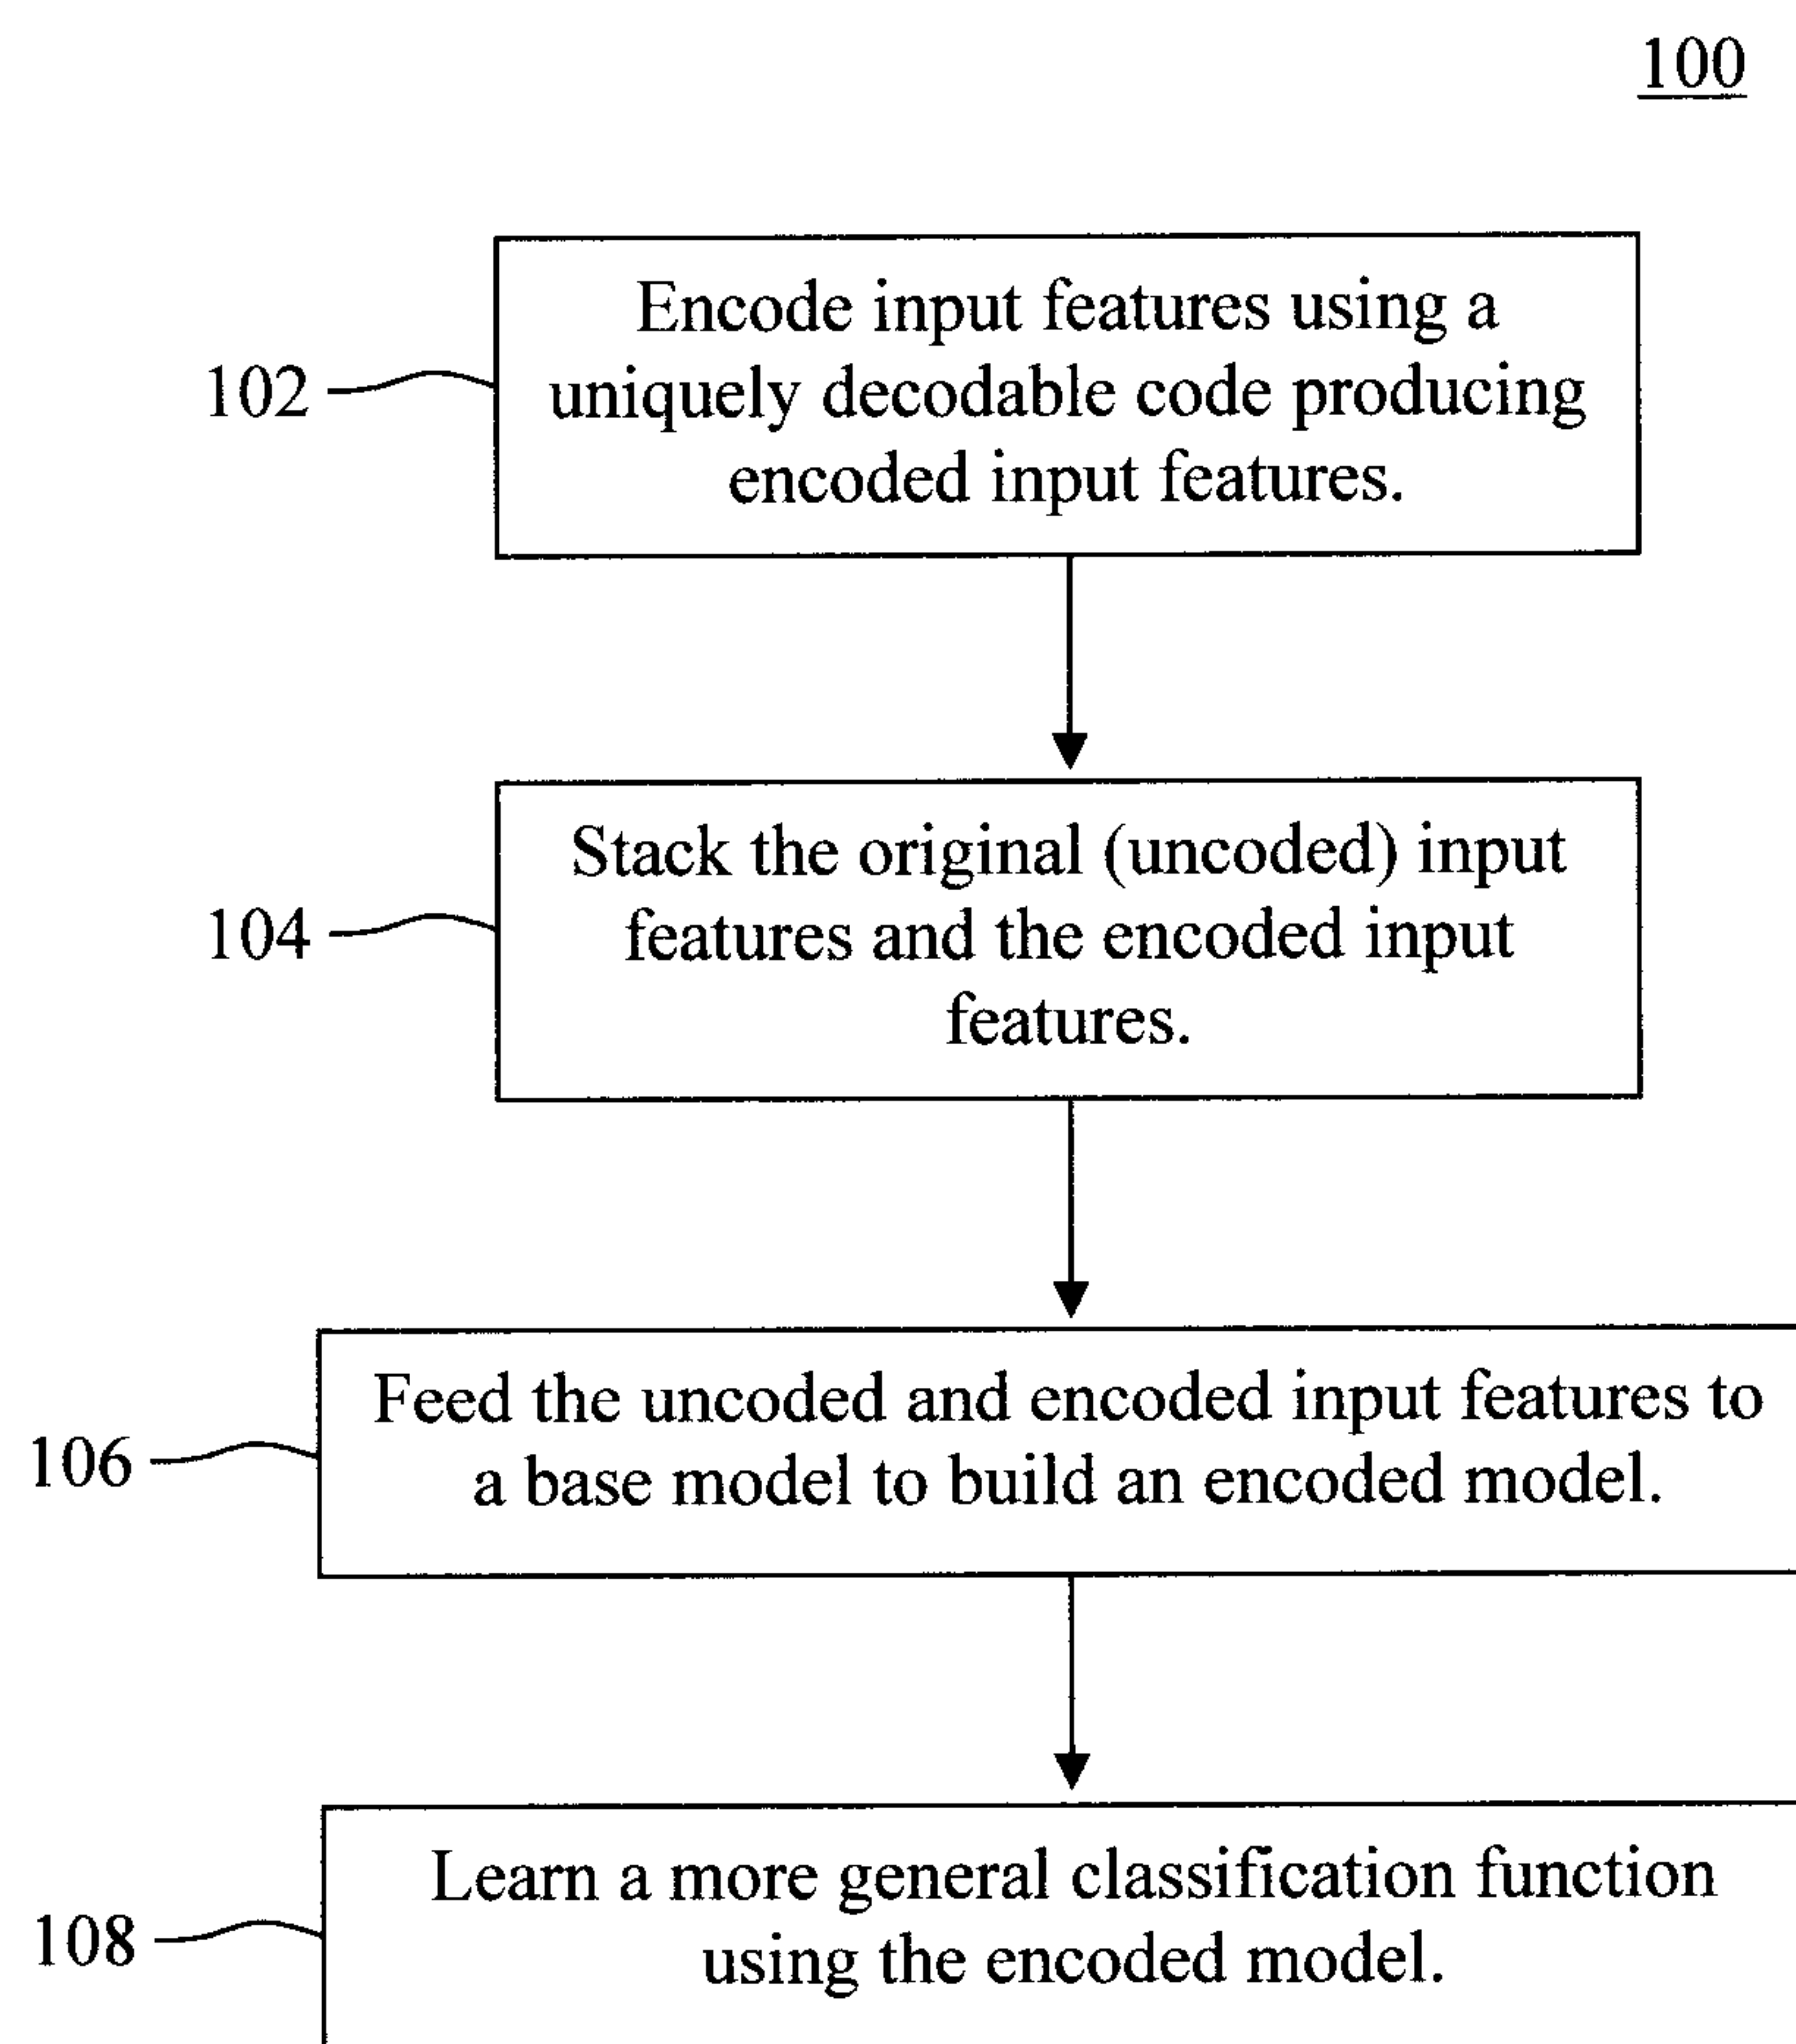 100
102
Encode input features using a
uniquely decodable code producing
encoded input features.
104
Stack the original (uncoded) input
features and the encoded input
features.
106
Feed the uncoded and encoded input features to
a base model to build an encoded model.
108
Learn a more general classification function
using the encoded model.